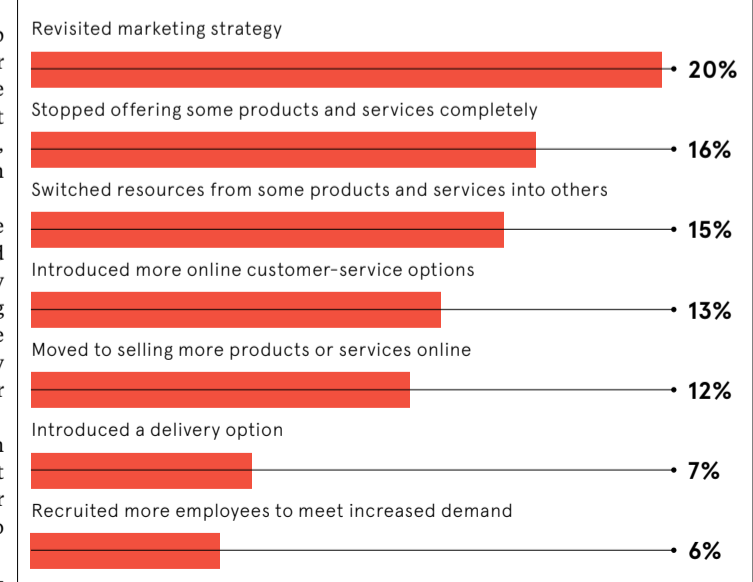 Revisited marketing strategy
20%
Stopped offering some products and services completely
16%
Switched resources from some products and services into others
15%
Introduced more online customer-service options
13%
Moved to selling more products or services online
12%
Introduced a delivery option
7%
Recruited more employees to meet increased demand
6%